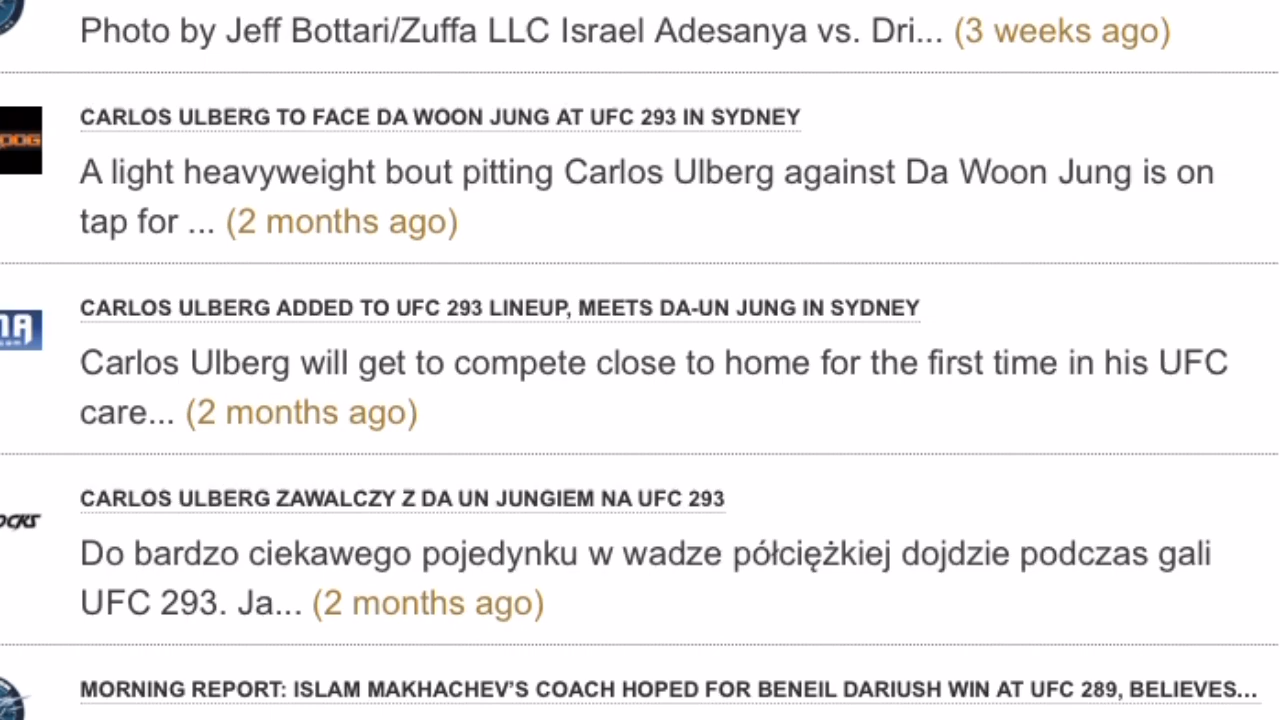 Photo by Jeff Bottari/Zuffa LLC Israel Adesanya vs. Dri... (3 weeks ago)
CARLOS ULBERG TO FACE DA WOON JUNG AT UFC 293 IN SYDNEY
A light heavyweight bout pitting Carlos Ulberg against Da Woon Jung is on
tap for ... (2 months ago)
CARLOS ULBERG ADDED TO UFC 293 LINEUP, MEETS DA-UN JUNG IN SYDNEY
Carlos Ulberg will get to compete close to home for the first time in his UFC
care... (2 months ago)
CARLOS ULBERG ZAWALCZY Z DA UN JUNGIEM NA UFC 293
Do bardzo ciekawego pojedynku w wadze półciężkiej dojdzie podczas gali
UFC 293. Ja... (2 months ago)
MORNING REPORT: ISLAM MAKHACHEV'S COACH HOPED FOR BENEIL DARIUSH WIN AT UFC 289, BELIEVES...